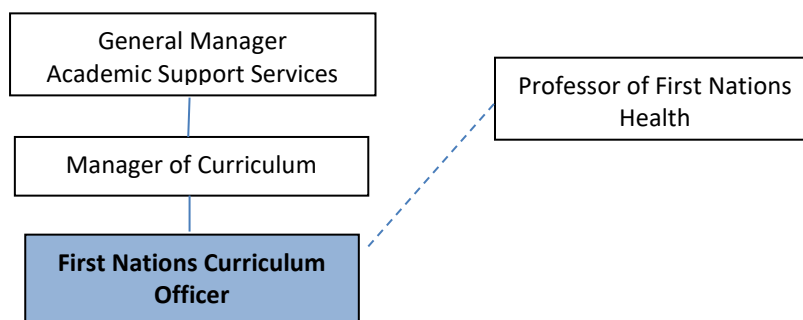 General Manager
Academic Support Services
Professor of First Nations
Health
Manager of Curriculum
First Nations Curriculum
Officer